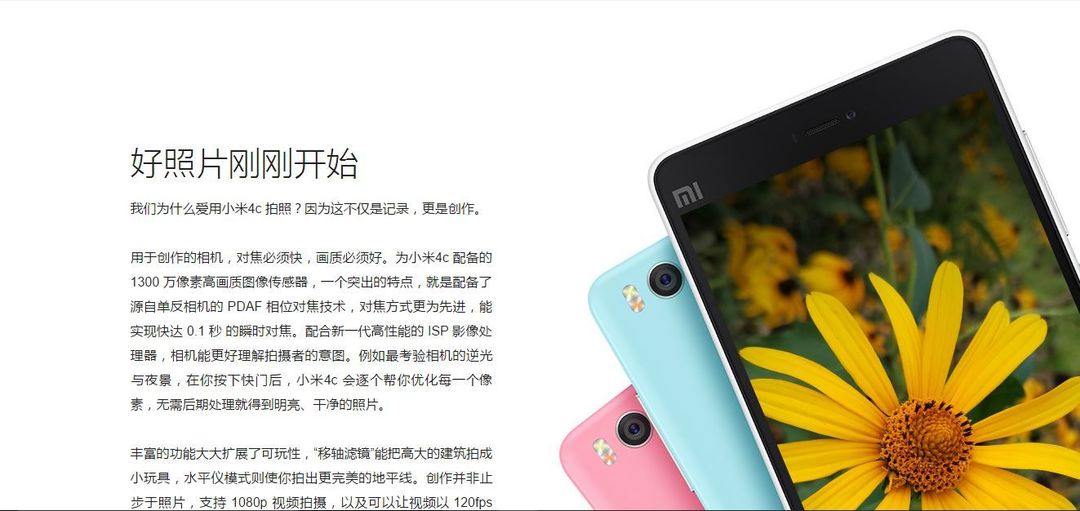 好照片刚刚开始
我们为什么爱用小米4c 拍照？因为这不仅是记录，更是创作。
用于创作的相机，对焦必须快，画质必须好。为小米4c 配备的
1300 万像素高画质图像传感器，一个突出的特点，就是配备了
源自单反相机的 PDAF 相位对焦技术，对焦方式更为先进，能
实现快达 0.1 秒 的瞬时对焦。配合新一代高性能的 ISP 影像处
理器，相机能更好理解拍摄者的意图。例如最考验相机的逆光
与夜景，在你按下快门后，小米4c 会逐个帮你优化每一个像
素，无需后期处理就得到明亮、干净的照片。
丰富的功能大大扩展了可玩性，“移轴滤镜”能把高大的建筑拍成
小玩具，水平仪模式则使你拍出更完美的地平线。创作并非止
步于照片，支持 1080p 视频拍摄，以及可以让视频以 120fps
MI